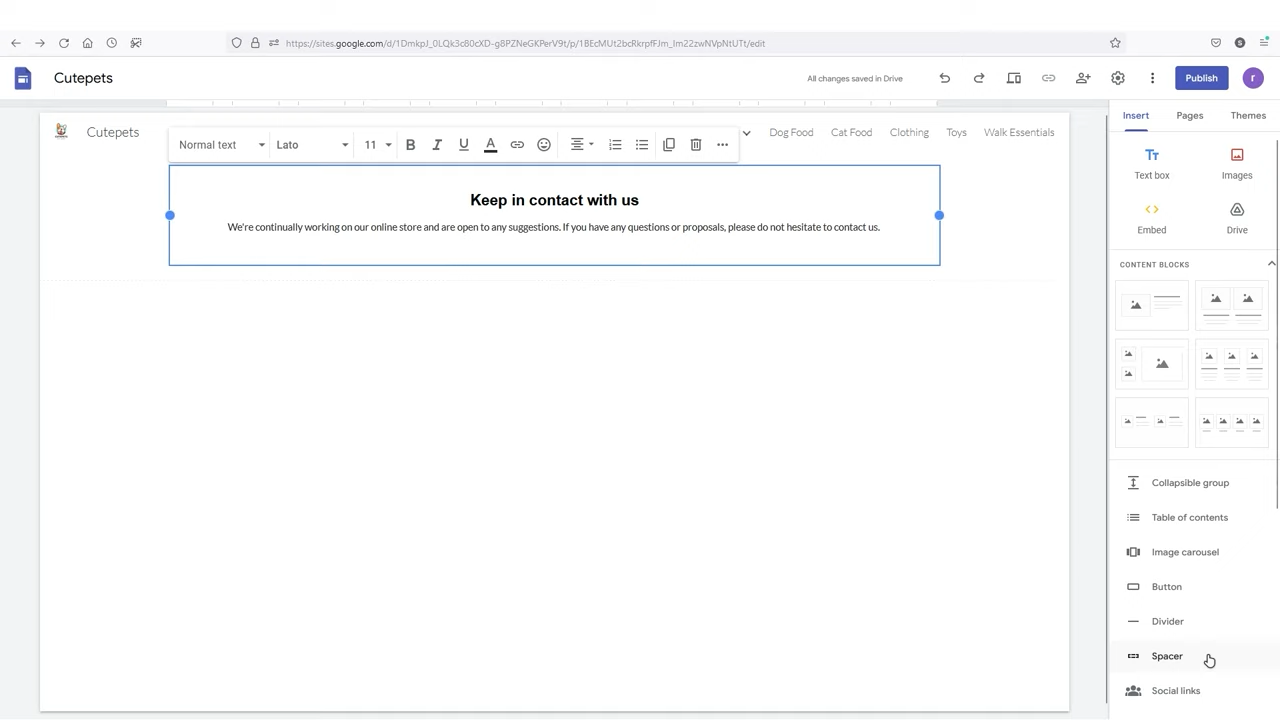 https://sites.google.com/d/1DmkpJ_0LQk3c80cXD-g8PZNeGKPerV9t/p/1BEcMUt2bcRkrpfFJm_Im22zwNVpNtUTt/edit
Cutepets
All changes saved in Drive
Publish
r
Cutepets
Normal text
Lato
11
Dog Food
Cat Food
Clothing
Toys
Walk Essentials
Keep in contact with us
We're continually working on our online store and are open to any suggestions. If you have any questions or proposals, please do not hesitate to contact us.
Insert
Pages
Themes
Text box
Images
Embed
Drive
CONTENT BLOCKS
Collapsible group
Table of contents
Image carousel
Button
Divider
Spacer
Social links